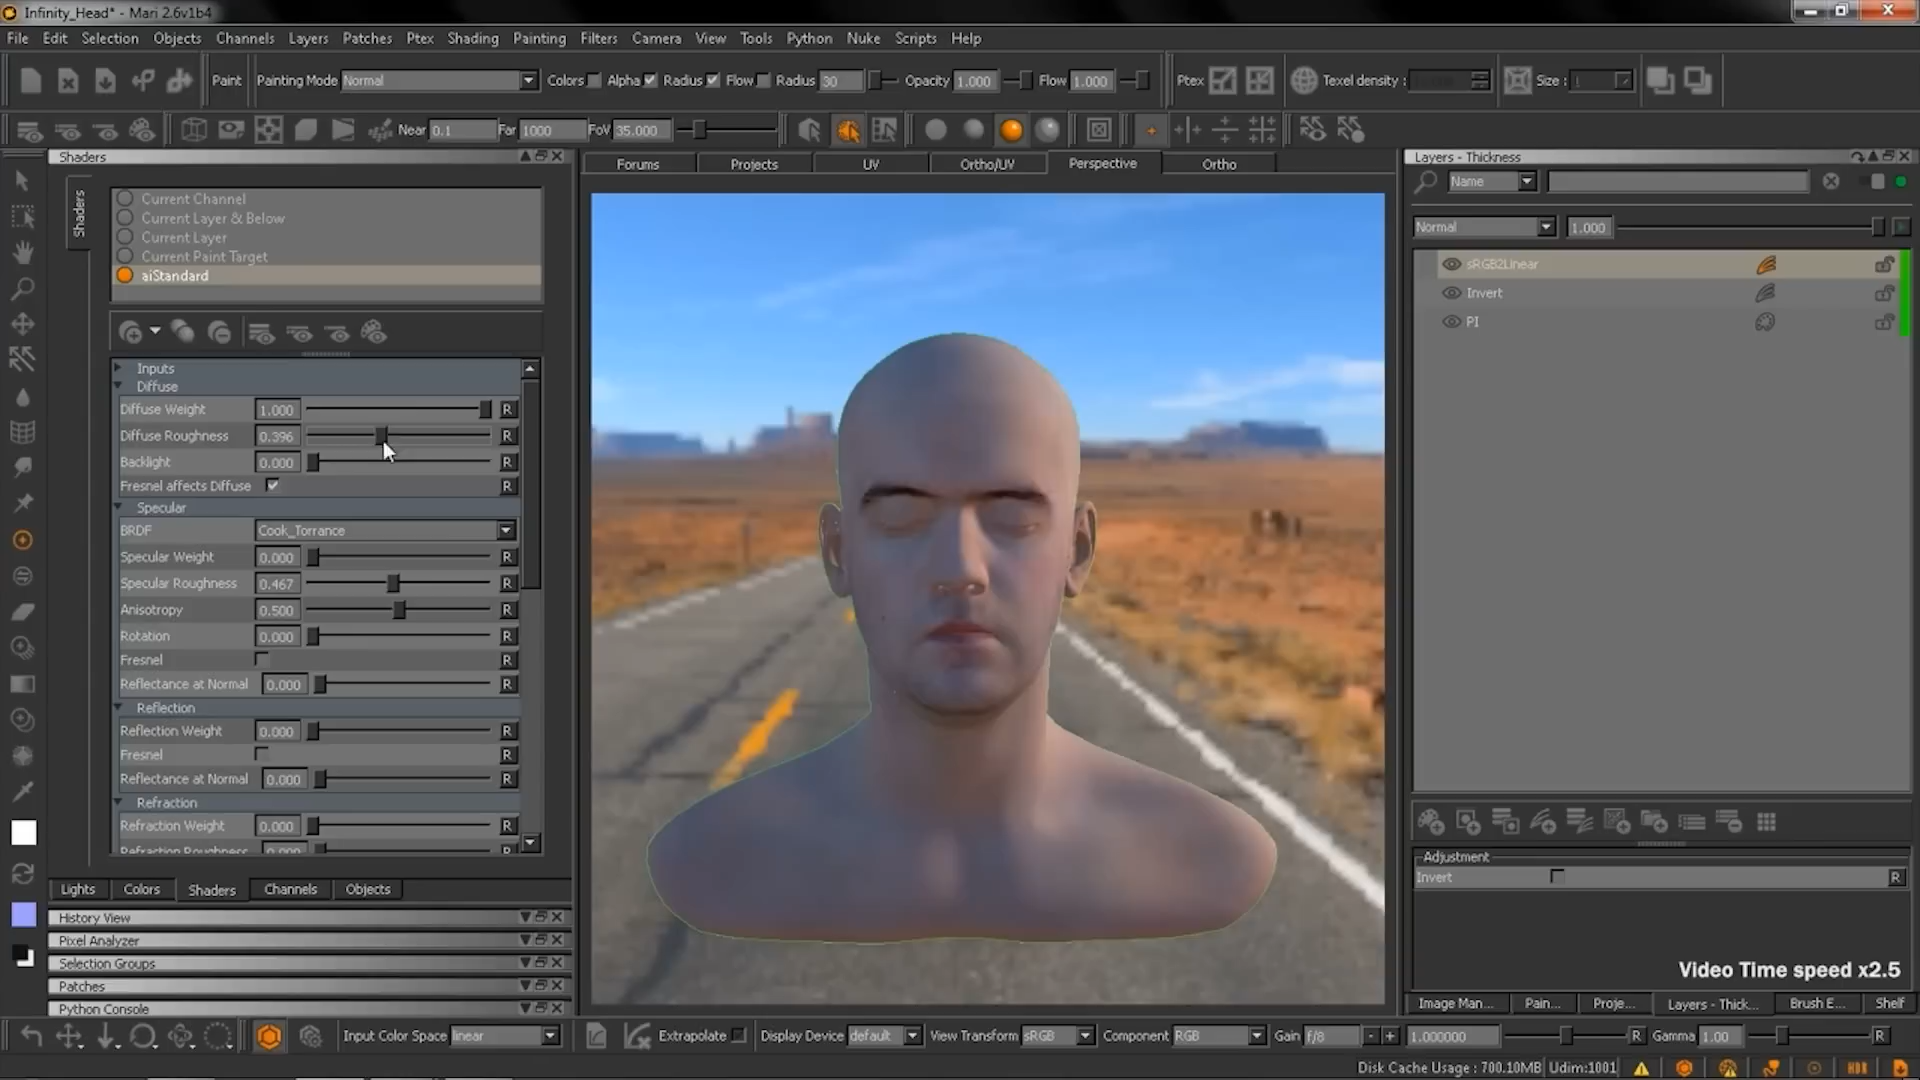 Infinity_Head* - Mari 2.6v1b4
File Edit Selection Objects Channels Layers Patches Ptex Shading Painting Filters Camera View Tools Python Nuke Scripts Help
Paint Painting Mode Normal Colors Alpha Radius Flow Radius 30 Opacity 1.000 Flow 1.000 Ptex Texel density : Size :
Near 0.1 Far 1000 FoV 35.000
Shaders
Forums Projects UV Ortho/UV Perspective Ortho
Layers - Thickness
Shaders
Name
Current Channel
Current Layer & Below
Current Layer
Current Paint Target
aiStandard
Normal 1.000
sRGB2Linear
Invert
PI
Inputs
Diffuse
Diffuse Weight 1.000 R
Diffuse Roughness 0.396 R
Backlight 0.000 R
Fresnel affects Diffuse R
Specular
BRDF Cook_Torrance R
Specular Weight 0.000 R
Specular Roughness 0.467 R
Anisotropy 0.500 R
Rotation 0.000 R
Fresnel R
Reflectance at Normal 0.000 R
Reflection
Reflection Weight 0.000 R
Fresnel R
Reflectance at Normal 0.000 R
Refraction
Refraction Weight 0.000 R
Refraction Roughness 0.000 R
Adjustment
Invert R
Lights Colors Shaders Channels Objects
History View
Pixel Analyzer
Selection Groups
Patches
Python Console
Video Time speed x2.5
Image Man... Pain... Proje... Layers - Thick... Brush E... Shelf
Input Color Space linear Extrapolate Display Device default View Transform sRGB Component RGB Gain f/8 - + 1.000000 R Gamma 1.00 R
Disk Cache Usage : 700.10MB Udim:1001